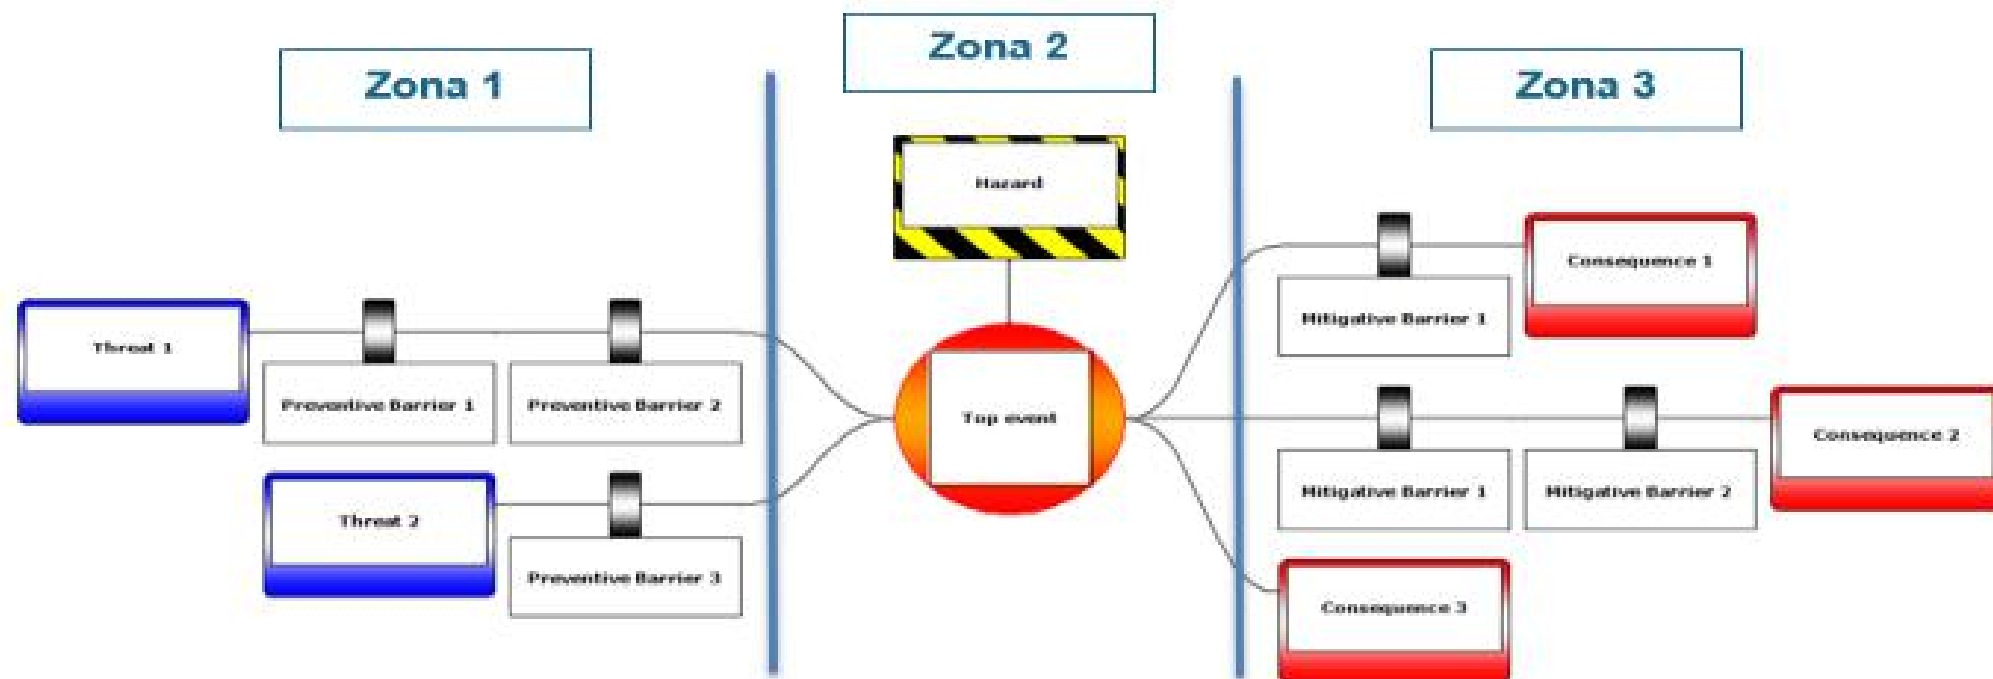 Zona 1
Zona 2
Zona 3
Hazard
Threat 1
Preventive Barrier 1
Preventive Barrier 2
Threat 2
Preventive Barrier 3
Top event
Mitigative Barrier 1
Consequence 1
Mitigative Barrier 1
Mitigative Barrier 2
Consequence 2
Consequence 3